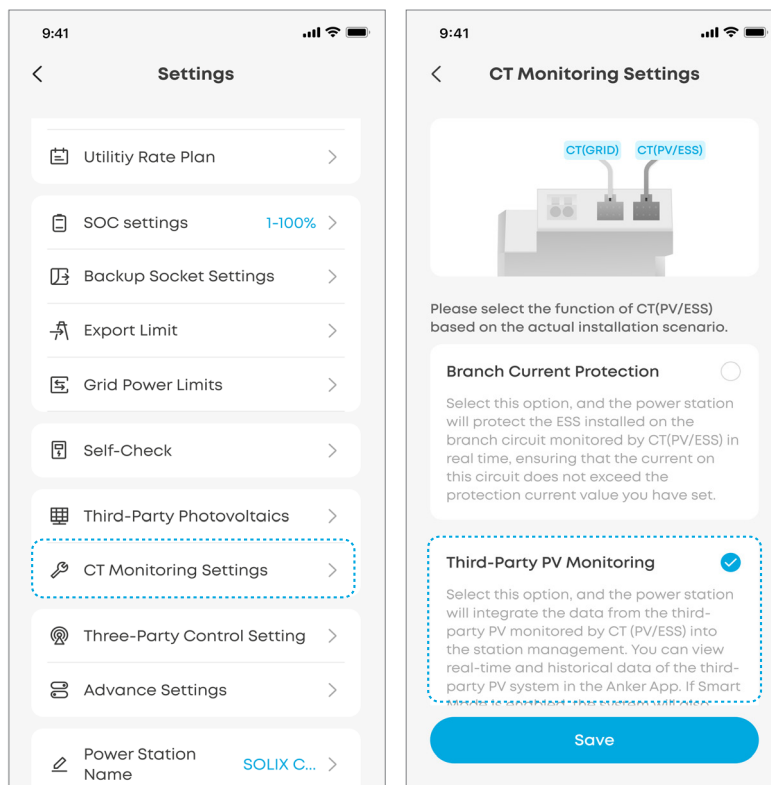 9:41
Settings
Utilitiy Rate Plan
SOC settings 1-100%
Backup Socket Settings
Export Limit
Grid Power Limits
Self-Check
Third-Party Photovoltaics
CT Monitoring Settings
Three-Party Control Setting
Advance Settings
Power Station
Name
SOLIX C...
9:41
CT Monitoring Settings
CT(GRID) CT(PV/ESS)
Please select the function of CT(PV/ESS)
based on the actual installation scenario.
Branch Current Protection
Select this option, and the power station
will protect the ESS installed on the
branch circuit monitored by CT(PV/ESS) in
real time, ensuring that the current on
this circuit does not exceed the
protection current value you have set.
Third-Party PV Monitoring
Select this option, and the power station
will integrate the data from the third-
party PV monitored by CT (PV/ESS) into
the station management. You can view
real-time and historical data of the third-
party PV system in the Anker App. If Smart
Save